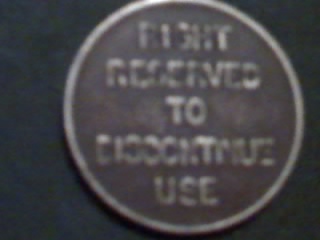 RIGHT
RESERVED
TO
DISCONTINUE
USE